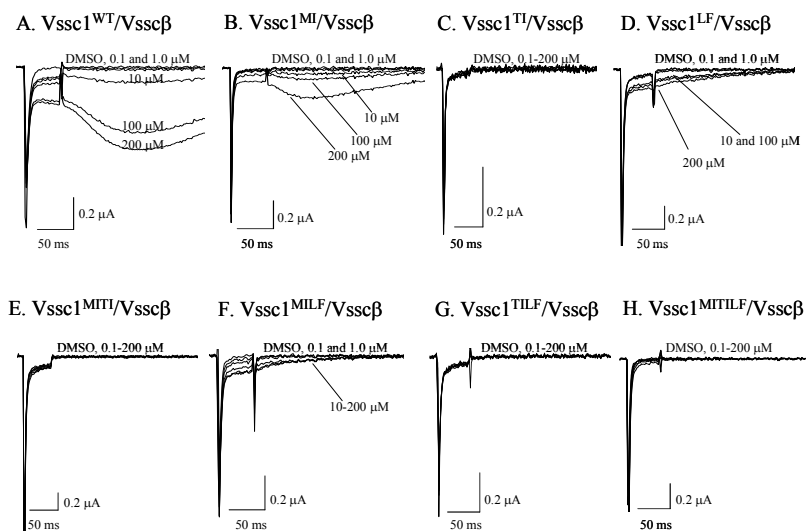 A. Vssc1ᵂᵀ/Vsscβ
DMSO, 0.1 and 1.0 μM
10 μM
100 μM
200 μM
0.2 μA
50 ms
B. Vssc1ᴹᴵ/Vsscβ
DMSO, 0.1 and 1.0 μM
10 μM
100 μM
200 μM
0.2 μA
50 ms
C. Vssc1ᵀᴵ/Vsscβ
DMSO, 0.1-200 μM
0.2 μA
50 ms
D. Vssc1ᴸF/Vsscβ
DMSO, 0.1 and 1.0 μM
10 and 100 μM
200 μM
0.2 μA
50 ms
E. Vssc1ᴹᴵᵀᴵ/Vsscβ
DMSO, 0.1-200 μM
0.2 μA
50 ms
F. Vssc1ᴹᴵᴸF/Vsscβ
DMSO, 0.1 and 1.0 μM
10-200 μM
0.2 μA
50 ms
G. Vssc1ᵀᴵᴸF/Vsscβ
DMSO, 0.1-200 μM
0.2 μA
50 ms
H. Vssc1ᴹᴵᵀᴵᴸF/Vsscβ
DMSO, 0.1-200 μM
0.2 μA
50 ms